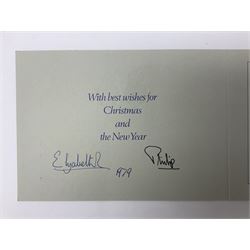 With best wishes for
Christmas
and
the New Year
Elizabeth R
Philip
1979